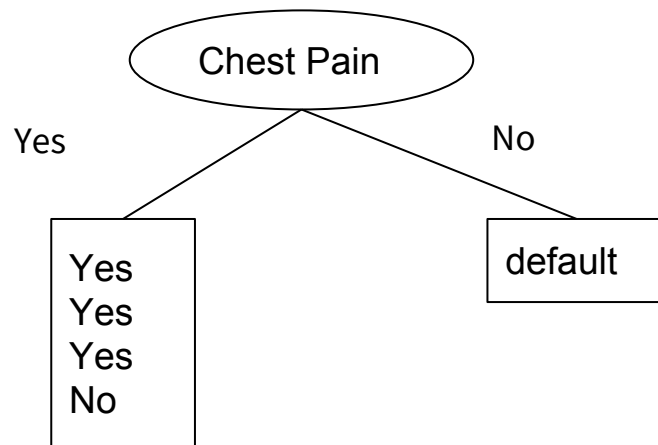 Chest Pain
Yes
No
Yes
Yes
Yes
No
default